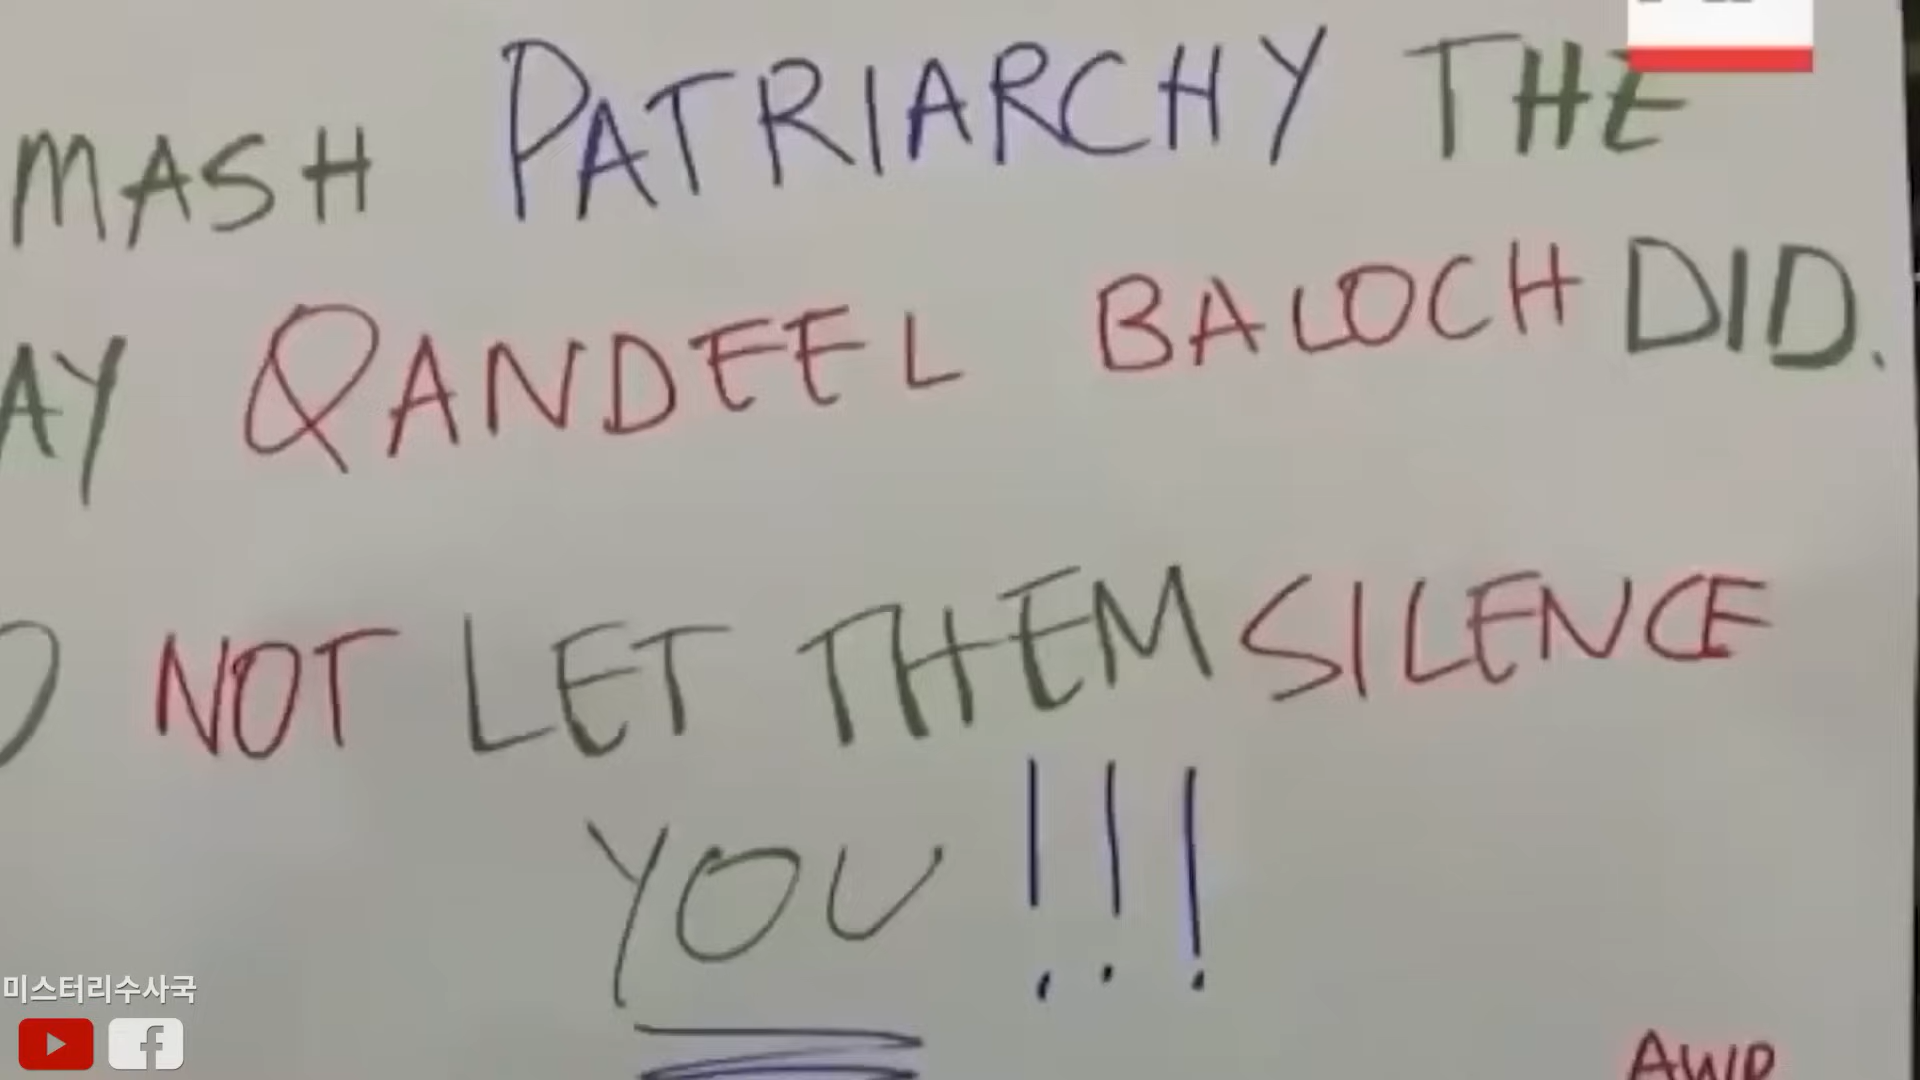 MASH PATRIARCHY THE
AY QANDEEL BALOCH DID.
O NOT LET THEM SILENCE
YOU !!!
미스터리수사국
AWP